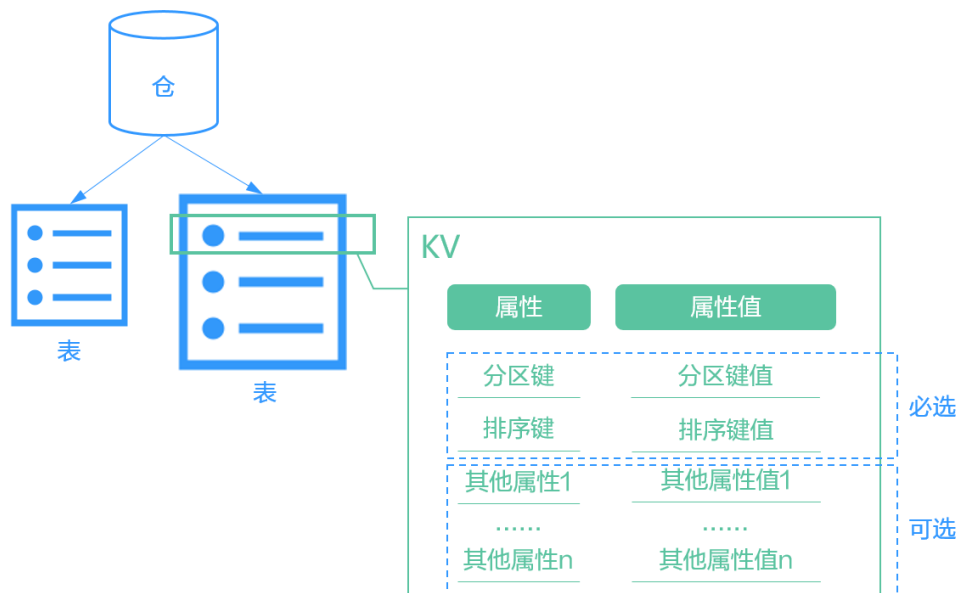 仓
表
表
KV
属性 属性值
分区键 分区键值
排序键 排序键值
必选
其他属性1 其他属性值1
...... ......
可选
其他属性n 其他属性值n